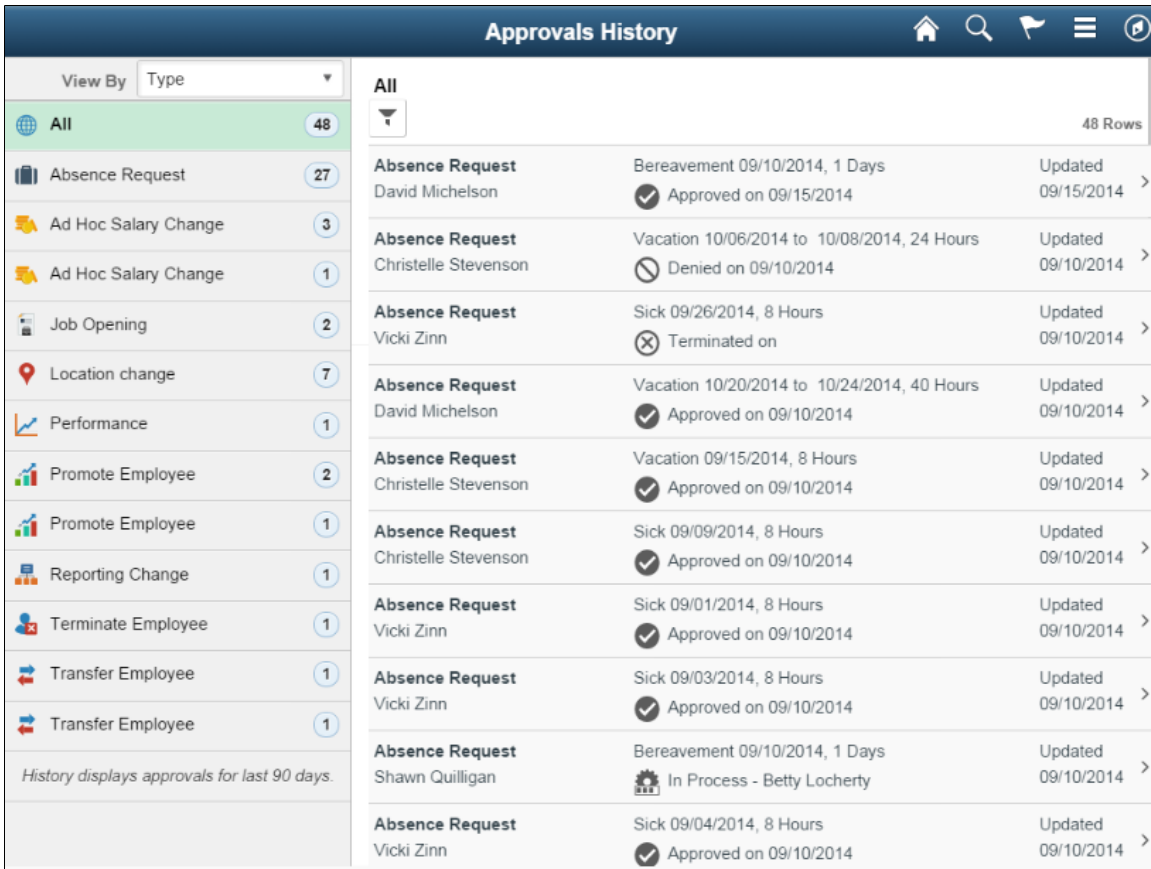 Approvals History
View By Type
All 48
Absence Request 27
Ad Hoc Salary Change 3
Ad Hoc Salary Change 1
Job Opening 2
Location change 7
Performance 1
Promote Employee 2
Promote Employee 1
Reporting Change 1
Terminate Employee 1
Transfer Employee 1
Transfer Employee 1
History displays approvals for last 90 days.
All
48 Rows
Absence Request Bereavement 09/10/2014, 1 Days Updated
David Michelson Approved on 09/15/2014 09/15/2014
Absence Request Vacation 10/06/2014 to 10/08/2014, 24 Hours Updated
Christelle Stevenson Denied on 09/10/2014 09/10/2014
Absence Request Sick 09/26/2014, 8 Hours Updated
Vicki Zinn Terminated on 09/10/2014
Absence Request Vacation 10/20/2014 to 10/24/2014, 40 Hours Updated
David Michelson Approved on 09/10/2014 09/10/2014
Absence Request Vacation 09/15/2014, 8 Hours Updated
Christelle Stevenson Approved on 09/10/2014 09/10/2014
Absence Request Sick 09/09/2014, 8 Hours Updated
Christelle Stevenson Approved on 09/10/2014 09/10/2014
Absence Request Sick 09/01/2014, 8 Hours Updated
Vicki Zinn Approved on 09/10/2014 09/10/2014
Absence Request Sick 09/03/2014, 8 Hours Updated
Vicki Zinn Approved on 09/10/2014 09/10/2014
Absence Request Bereavement 09/10/2014, 1 Days Updated
Shawn Quilligan In Process - Betty Locherty 09/10/2014
Absence Request Sick 09/04/2014, 8 Hours Updated
Vicki Zinn Approved on 09/10/2014 09/10/2014